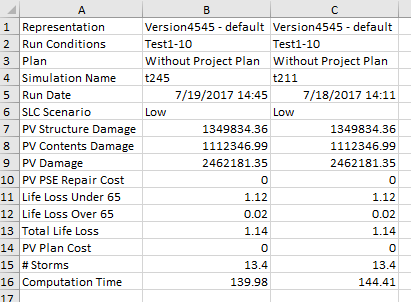 A B C
1 Representation Version4545 - default Version4545 - default
2 Run Conditions Test1-10 Test1-10
3 Plan Without Project Plan Without Project Plan
4 Simulation Name t245 t211
5 Run Date 7/19/2017 14:45 7/18/2017 14:11
6 SLC Scenario Low Low
7 PV Structure Damage 1349834.36 1349834.36
8 PV Contents Damage 1112346.99 1112346.99
9 PV Damage 2462181.35 2462181.35
10 PV PSE Repair Cost 0 0
11 Life Loss Under 65 1.12 1.12
12 Life Loss Over 65 0.02 0.02
13 Total Life Loss 1.14 1.14
14 PV Plan Cost 0 0
15 # Storms 13.4 13.4
16 Computation Time 139.98 144.41
17